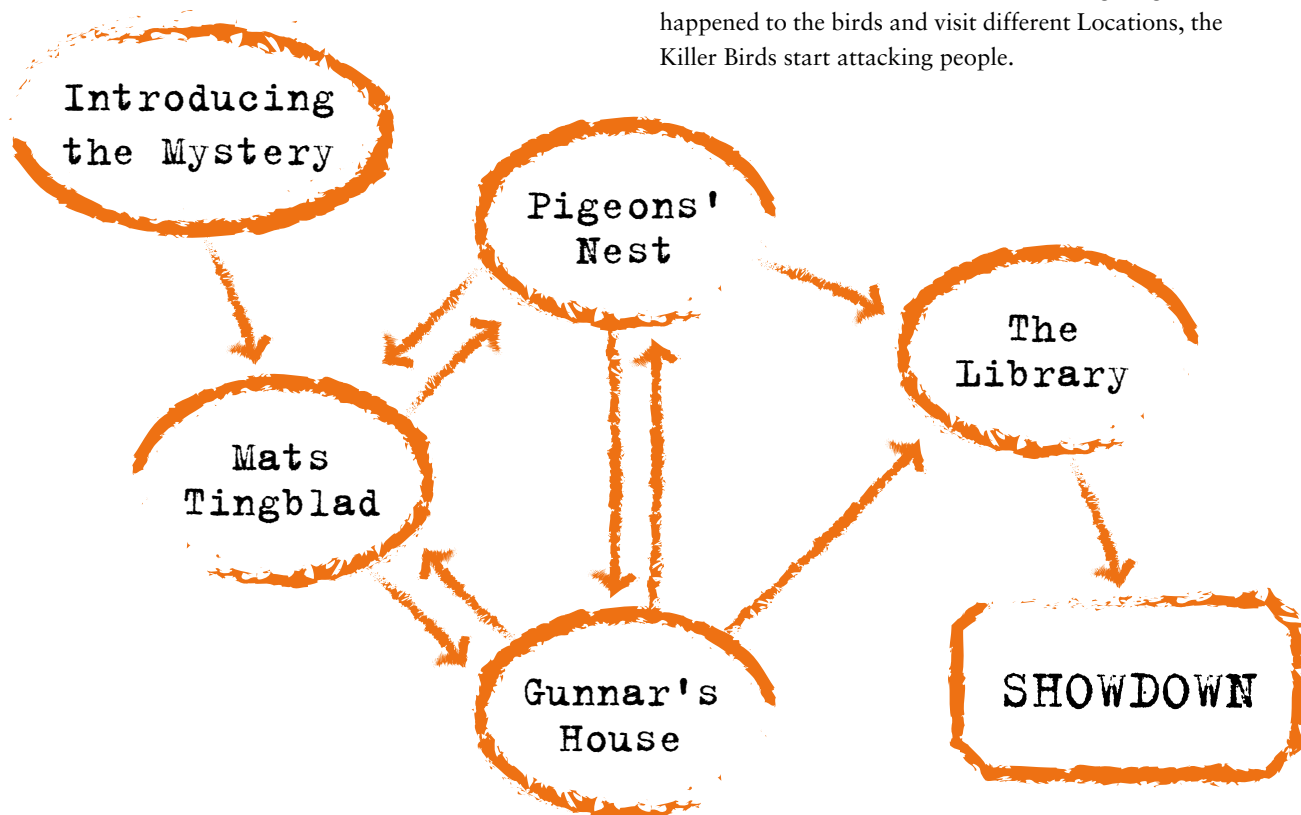 happened to the birds and visit different Locations, the
Killer Birds start attacking people.
Introducing
the Mystery
Pigeons'
Nest
The
Library
Mats
Tingblad
Gunnar's
House
SHOWDOWN